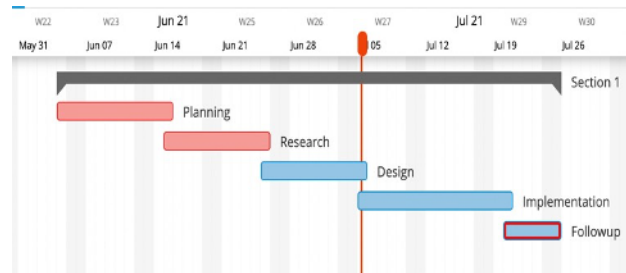 W22 W23 Jun 21 W25 W26 W27 Jul 21 W29 W30
May 31 Jun 07 Jun 14 Jun 21 Jun 28 05 Jul 12 Jul 19 Jul 26
Section 1
Planning
Research
Design
Implementation
Followup